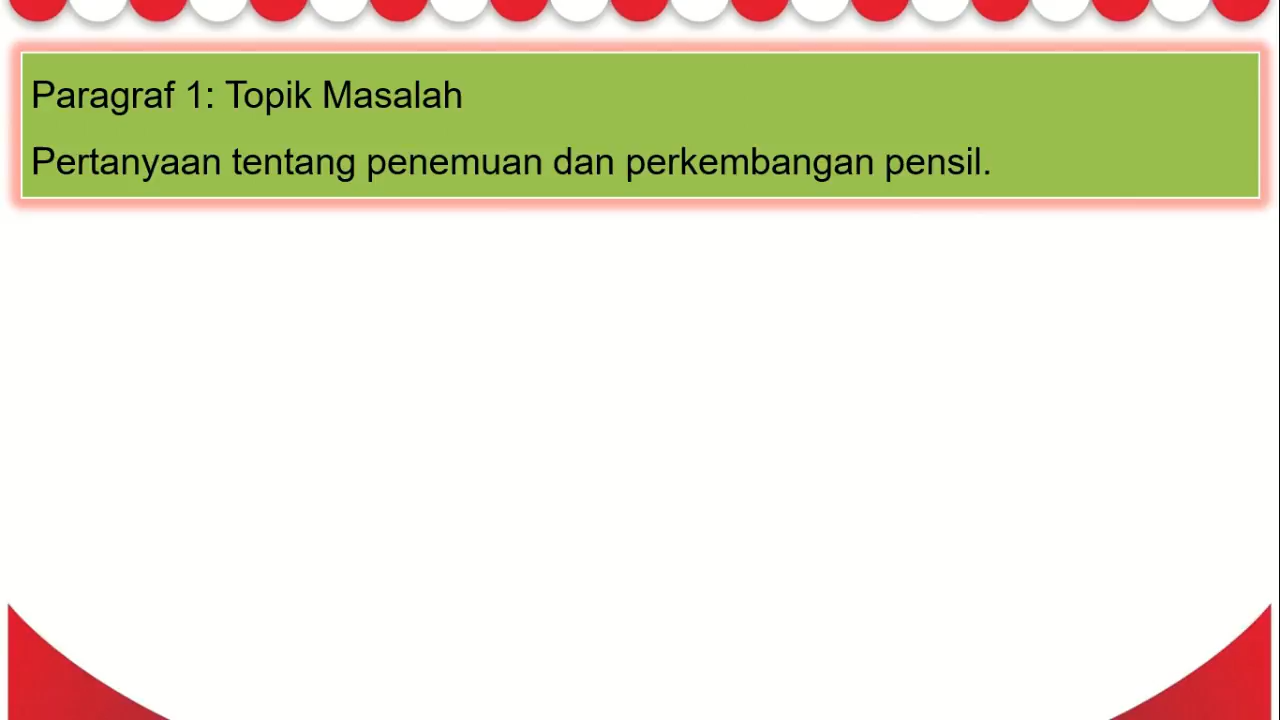 Paragraf 1: Topik Masalah
Pertanyaan tentang penemuan dan perkembangan pensil.